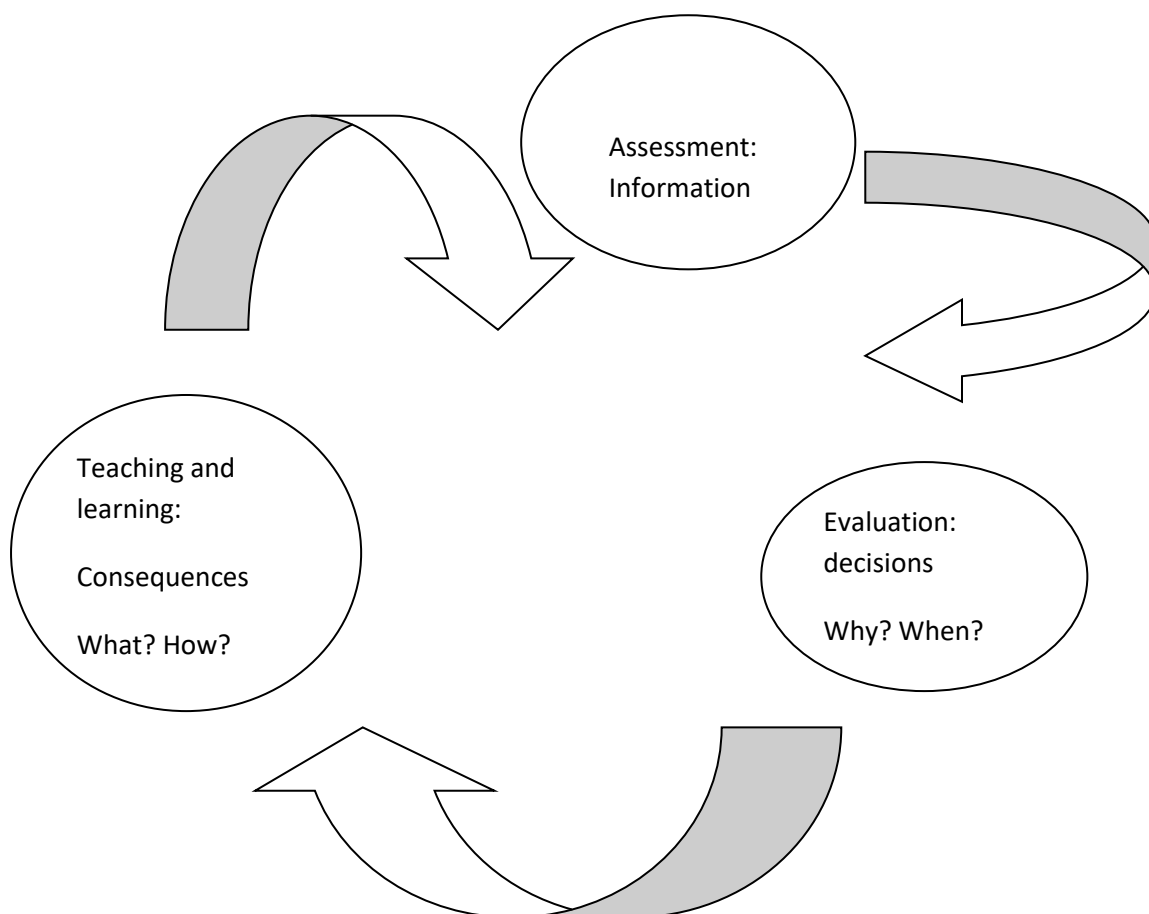 Assessment:
Information
Teaching and
learning:
Consequences
What? How?
Evaluation:
decisions
Why? When?